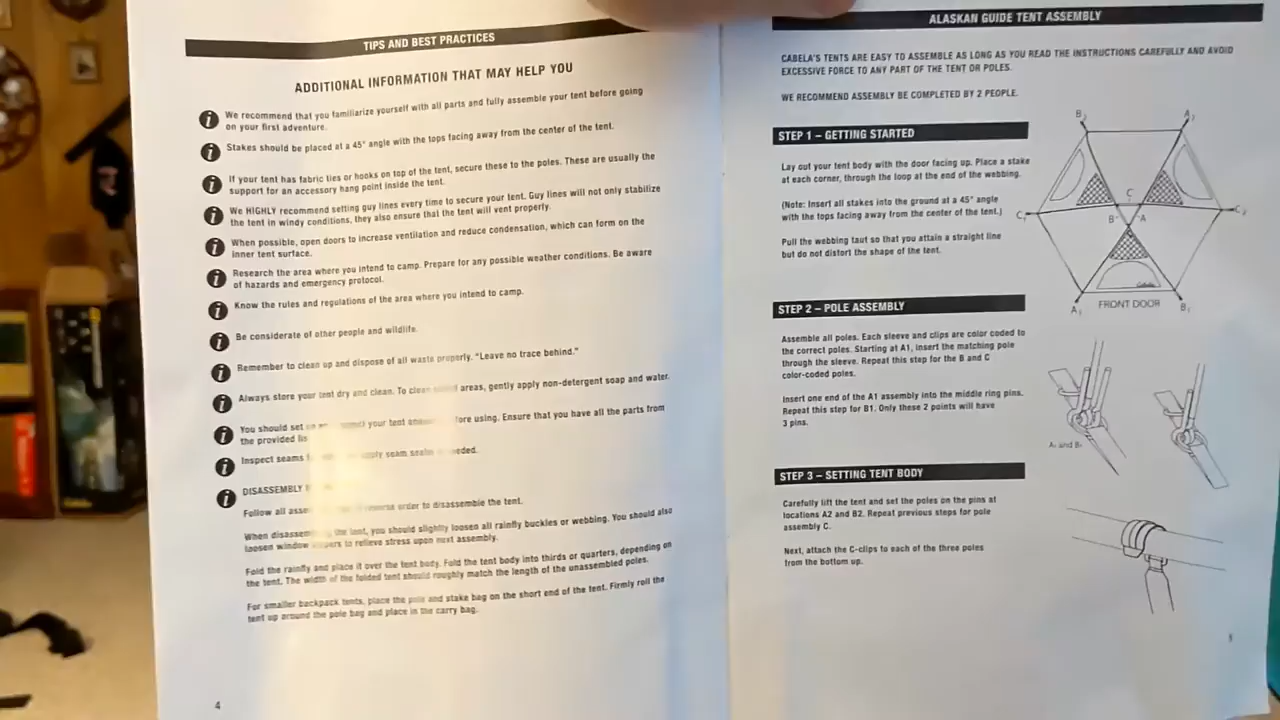 TIPS AND BEST PRACTICES
ADDITIONAL INFORMATION THAT MAY HELP YOU
We recommend that you familiarize yourself with all parts and fully assemble your tent before going
on your first adventure.
Stakes should be placed at a 45° angle with the tops facing away from the center of the tent.
If your tent has fabric ties or hooks on top of the tent, secure these to the poles. These are usually the
support for an accessory hang point inside the tent.
We HIGHLY recommend setting guy lines every time to secure your tent. Guy lines will not only stabilize
the tent in windy conditions, they also ensure that the tent will vent properly.
When possible, open doors to increase ventilation and reduce condensation, which can form on the
inner tent surface.
Research the area where you intend to camp. Prepare for any possible weather conditions. Be aware
of hazards and emergency protocol.
Know the rules and regulations of the area where you intend to camp.
Be considerate of other people and wildlife.
Remember to clean up and dispose of all waste properly. "Leave no trace behind."
Always store your tent dry and clean. To clean areas, gently apply non-detergent soap and water.
You should set your tent before using. Ensure that you have all the parts from
the provided
Inspect seams apply seam needed.
DISASSEMBLY
Follow all reverse order to disassemble the tent.
When the tent, you should slightly loosen all rainfly buckles or webbing. You should also
loosen window to relieve stress upon next assembly.
Fold the rainfly and place it over the tent body. Fold the tent body into thirds or quarters, depending on
the tent. The width of the folded tent should roughly match the length of the unassembled poles.
For smaller backpack tents, place the pole and stake bag on the short end of the tent. Firmly roll the
tent up around the pole bag and place in the carry bag.
4
ALASKAN GUIDE TENT ASSEMBLY
CABELA'S TENTS ARE EASY TO ASSEMBLE AS LONG AS YOU READ THE INSTRUCTIONS CAREFULLY AND AVOID
EXCESSIVE FORCE TO ANY PART OF THE TENT OR POLES.
WE RECOMMEND ASSEMBLY BE COMPLETED BY 2 PEOPLE.
STEP 1 – GETTING STARTED
Lay out your tent body with the door facing up. Place a stake
at each corner, through the loop at the end of the webbing.
(Note: Insert all stakes into the ground at a 45° angle
with the tops facing away from the center of the tent.)
Pull the webbing taut so that you attain a straight line
but do not distort the shape of the tent.
B2 A2
C
C1 B A C2
A1 FRONT DOOR B1
STEP 2 – POLE ASSEMBLY
Assemble all poles. Each sleeve and clips are color coded to
the correct poles. Starting at A1, insert the matching pole
through the sleeve. Repeat this step for the B and C
color-coded poles.
Insert one end of the A1 assembly into the middle ring pins.
Repeat this step for B1. Only these 2 points will have
3 pins.
A1 and B1
STEP 3 – SETTING TENT BODY
Carefully lift the tent and set the poles on the pins at
locations A2 and B2. Repeat previous steps for pole
assembly C.
Next, attach the C-clips to each of the three poles
from the bottom up.